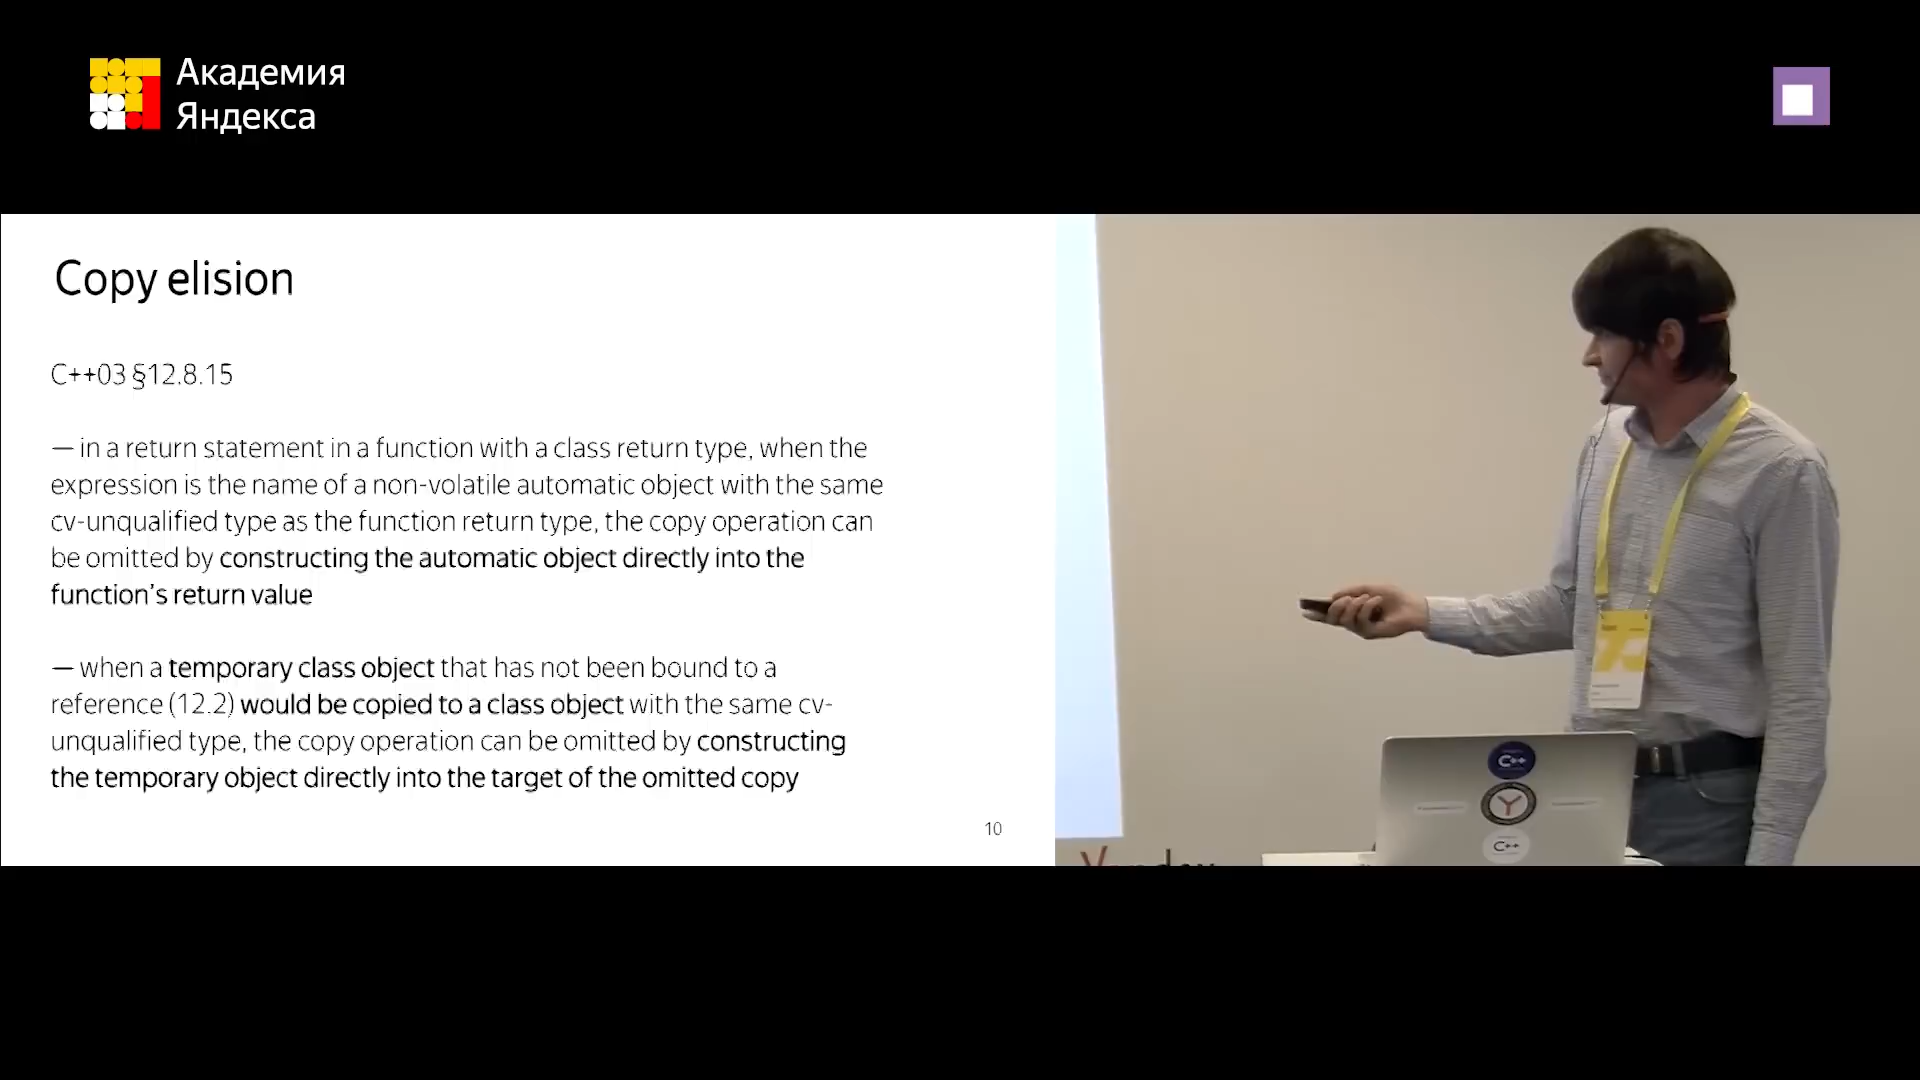 Академия
Яндекса
Copy elision
C++03 §12.8.15
— in a return statement in a function with a class return type, when the
expression is the name of a non-volatile automatic object with the same
cv-unqualified type as the function return type, the copy operation can
be omitted by constructing the automatic object directly into the
function's return value
— when a temporary class object that has not been bound to a
reference (12.2) would be copied to a class object with the same cv-
unqualified type, the copy operation can be omitted by constructing
the temporary object directly into the target of the omitted copy
10
C++
Y
C++